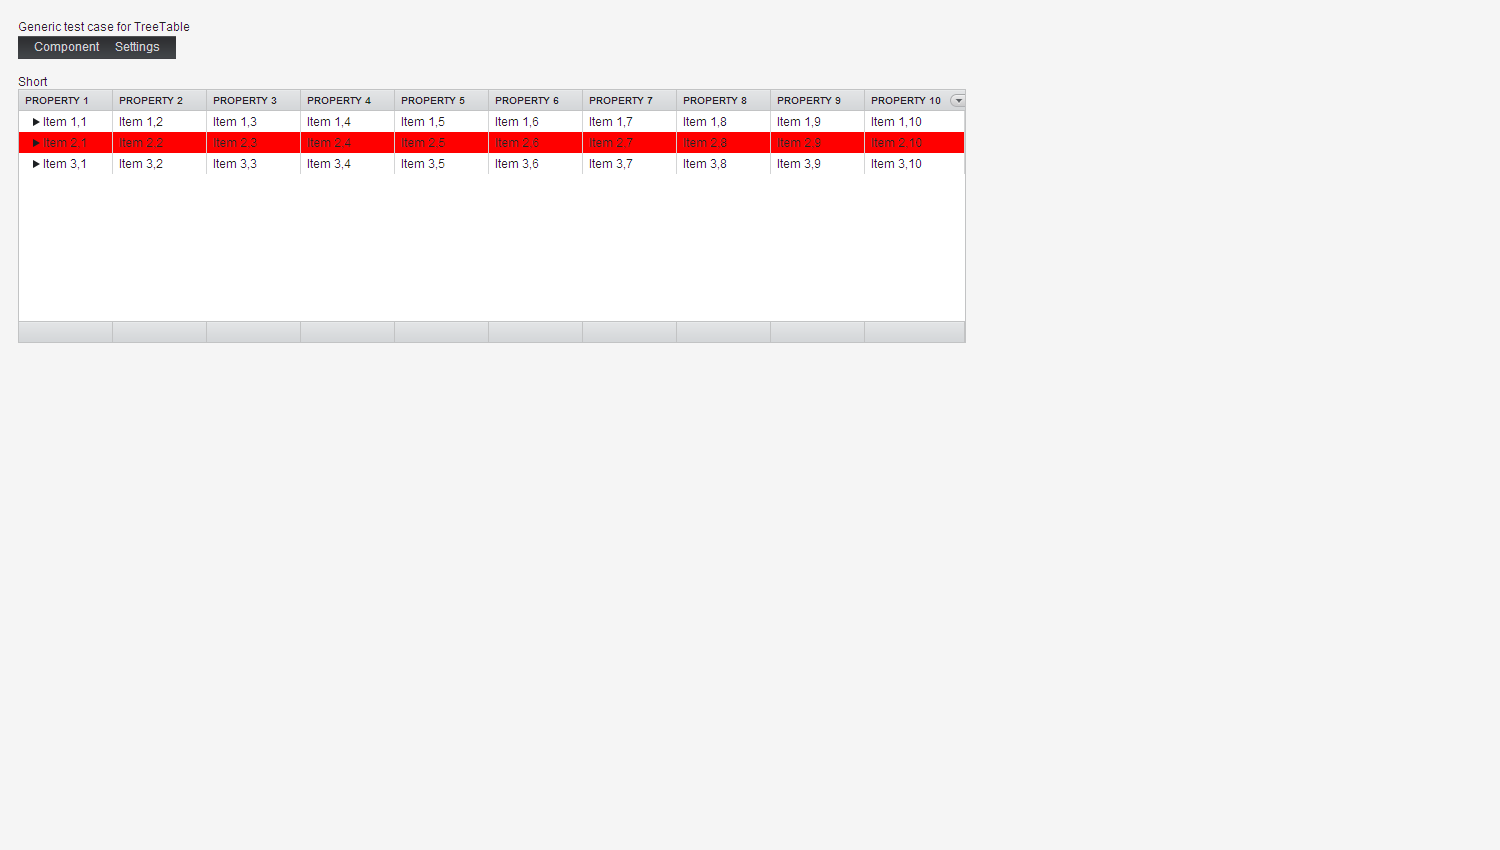 Generic test case for TreeTable
Component Settings
Short
PROPERTY 1 PROPERTY 2 PROPERTY 3 PROPERTY 4 PROPERTY 5 PROPERTY 6 PROPERTY 7 PROPERTY 8 PROPERTY 9 PROPERTY 10
Item 1,1 Item 1,2 Item 1,3 Item 1,4 Item 1,5 Item 1,6 Item 1,7 Item 1,8 Item 1,9 Item 1,10
Item 2,1 Item 2,2 Item 2,3 Item 2,4 Item 2,5 Item 2,6 Item 2,7 Item 2,8 Item 2,9 Item 2,10
Item 3,1 Item 3,2 Item 3,3 Item 3,4 Item 3,5 Item 3,6 Item 3,7 Item 3,8 Item 3,9 Item 3,10